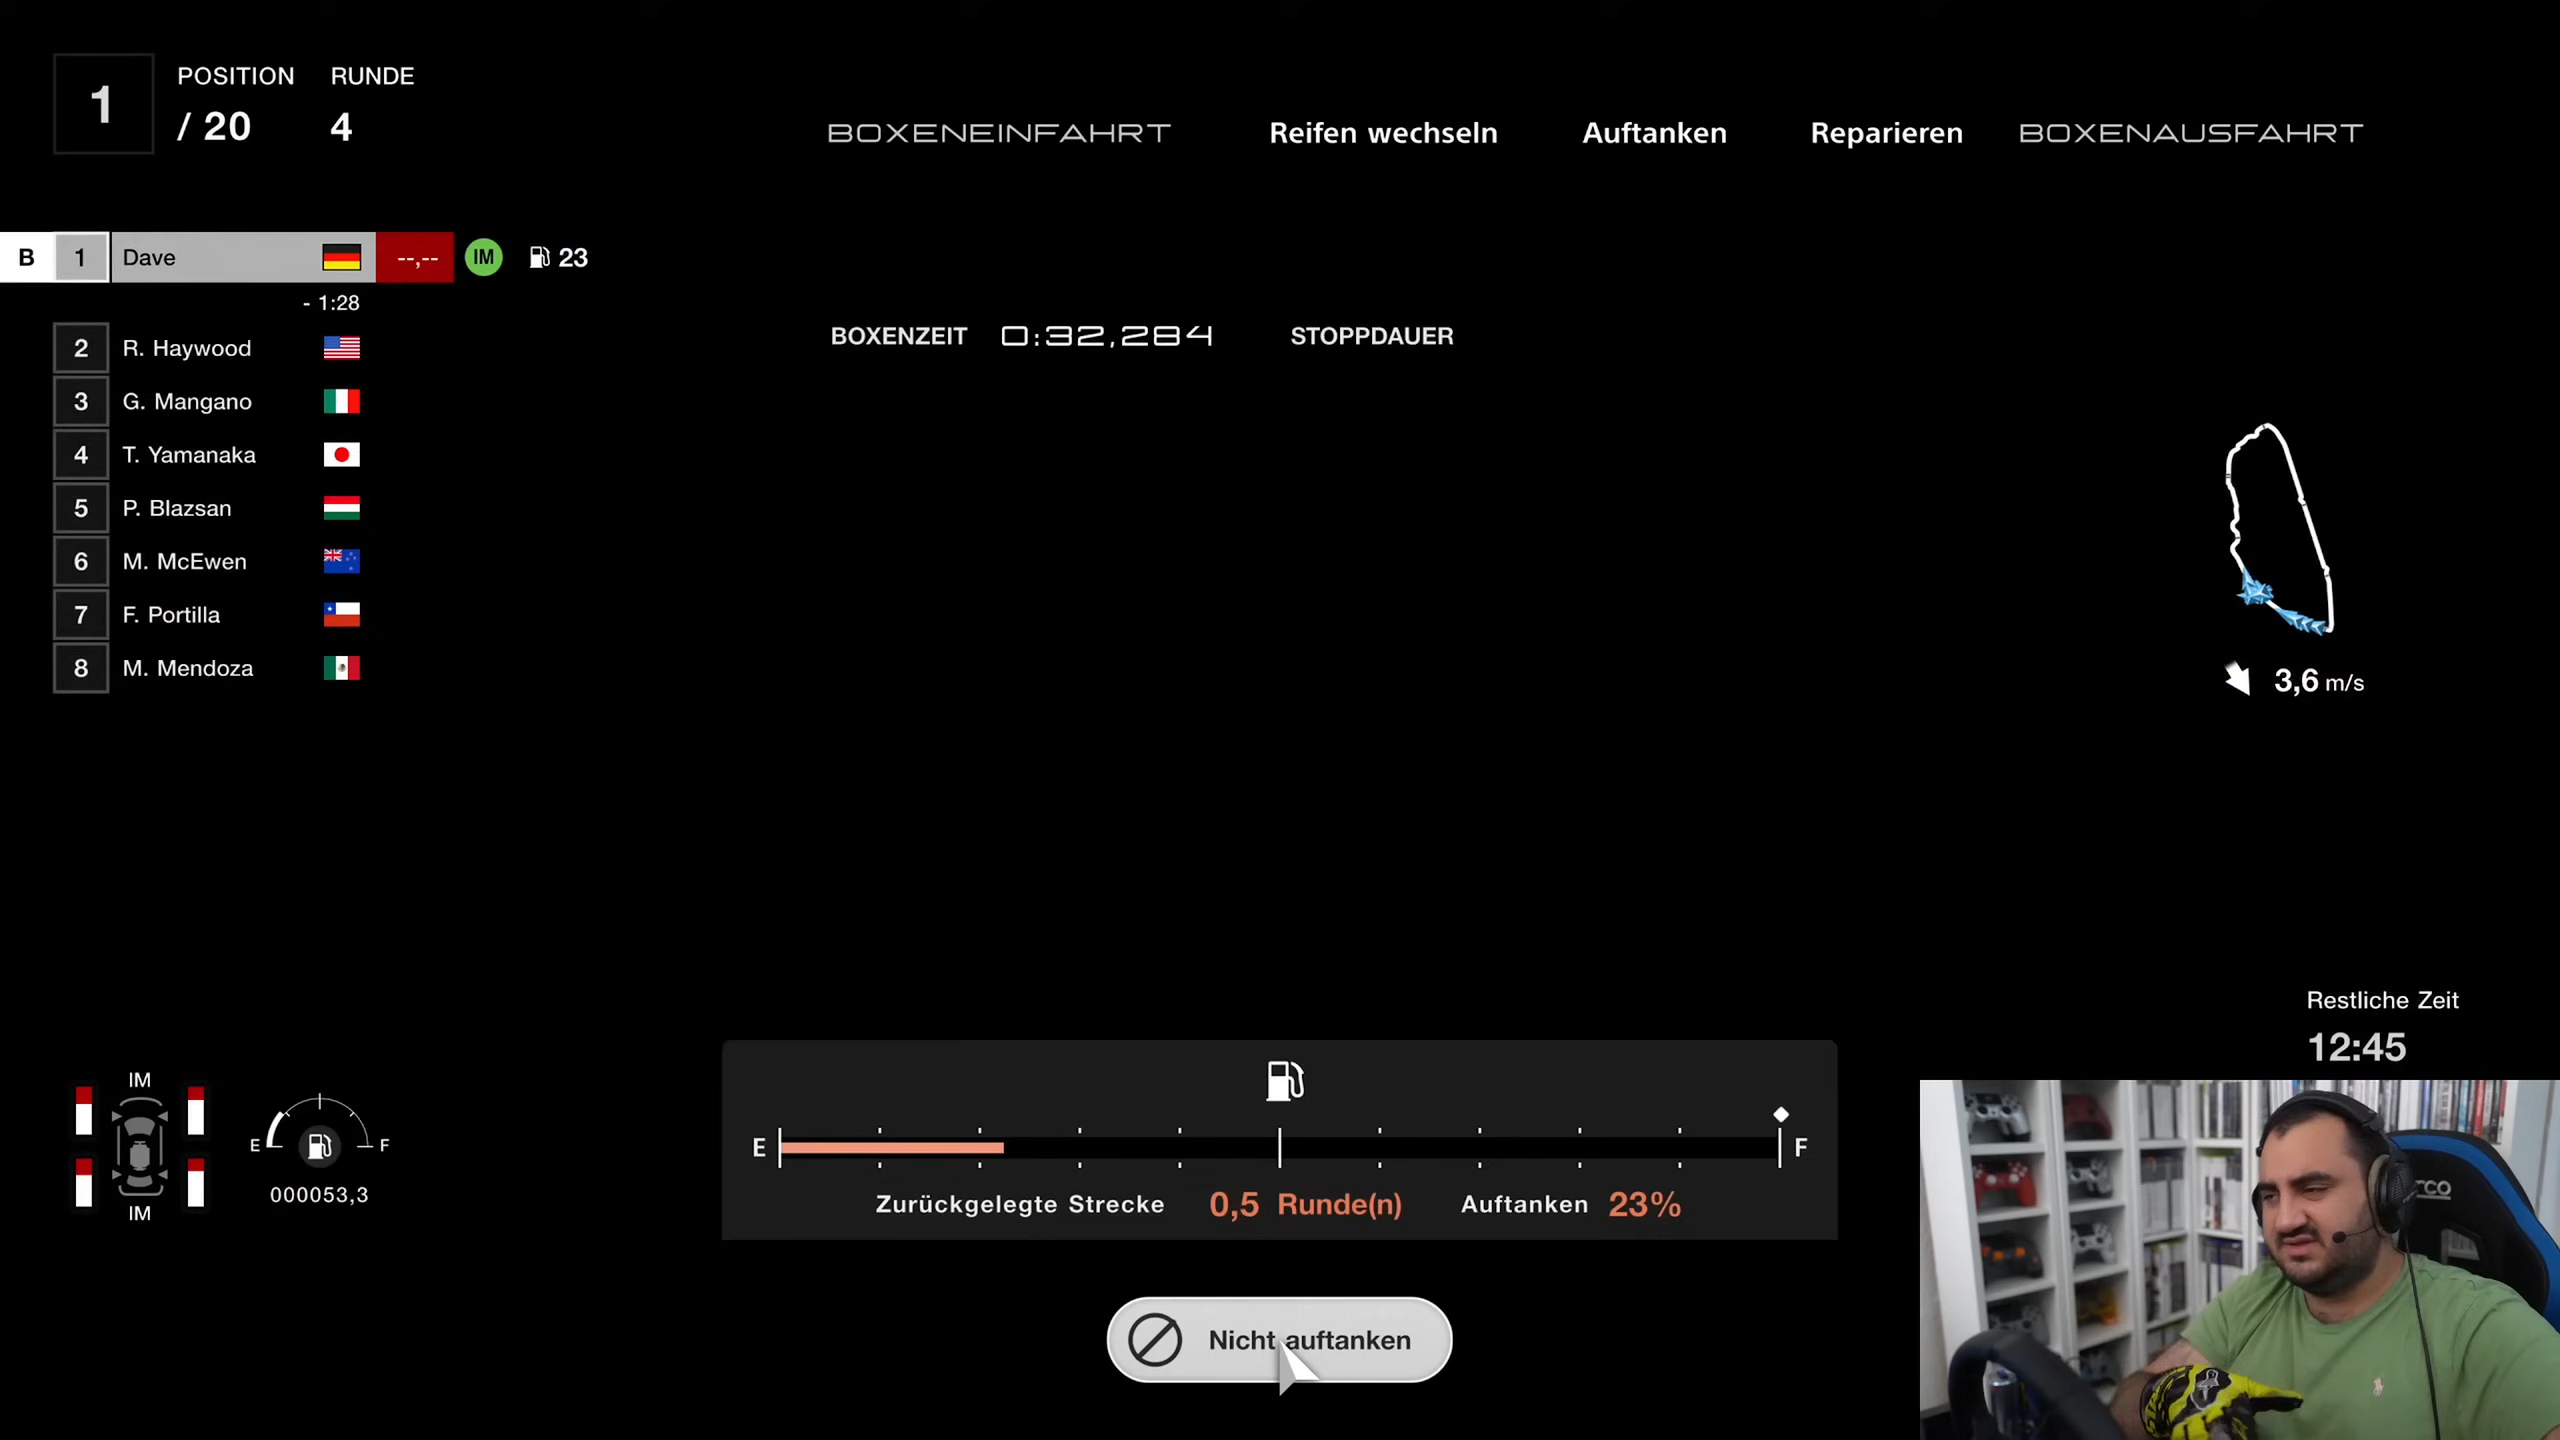 1 POSITION / 20 RUNDE 4
BOXENEINFAHRT Reifen wechseln Auftanken Reparieren BOXENAUSFAHRT
B 1 Dave --,-- IM 23
- 1:28
2 R. Haywood
3 G. Mangano
4 T. Yamanaka
5 P. Blazsan
6 M. McEwen
7 F. Portilla
8 M. Mendoza
BOXENZEIT 0:32,284 STOPPDAUER
3,6 m/s
Restliche Zeit
12:45
IM
IM
E F
000053,3
E F
Zurückgelegte Strecke 0,5 Runde(n) Auftanken 23%
Nicht auftanken